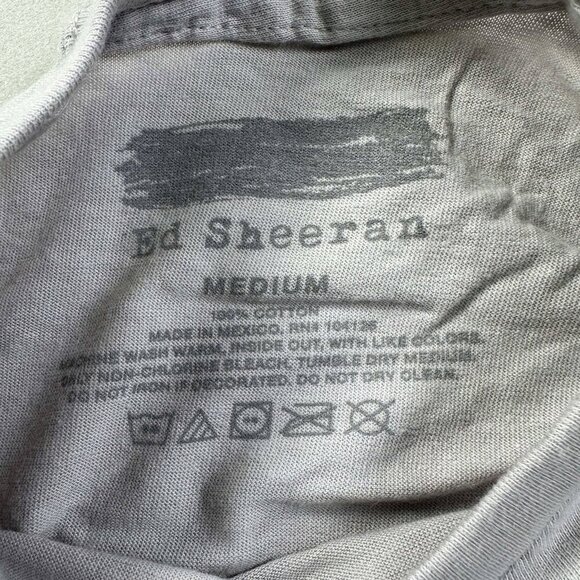 Ed Sheeran
MEDIUM
100% COTTON
MADE IN MEXICO. RN# 104126
MACHINE WASH WARM, INSIDE OUT, WITH LIKE COLORS.
ONLY NON-CHLORINE BLEACH. TUMBLE DRY MEDIUM.
DO NOT IRON IF DECORATED. DO NOT DRY CLEAN.